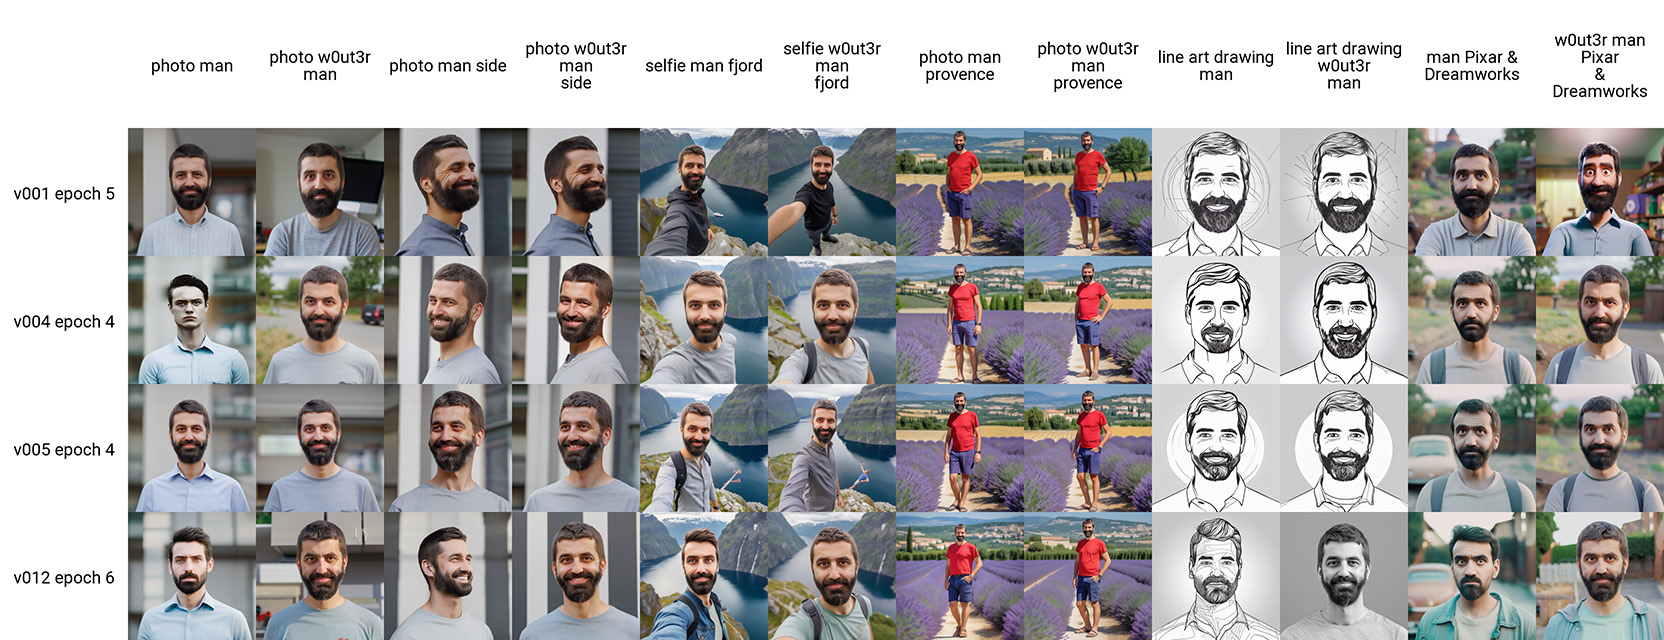 photo man
photo w0ut3r
man
photo man side
photo w0ut3r
man
side
selfie man fjord
selfie w0ut3r
man
fjord
photo man
provence
photo w0ut3r
man
provence
line art drawing
man
line art drawing
w0ut3r
man
man Pixar &
Dreamworks
w0ut3r man
Pixar
&
Dreamworks
v001 epoch 5
v004 epoch 4
v005 epoch 4
v012 epoch 6